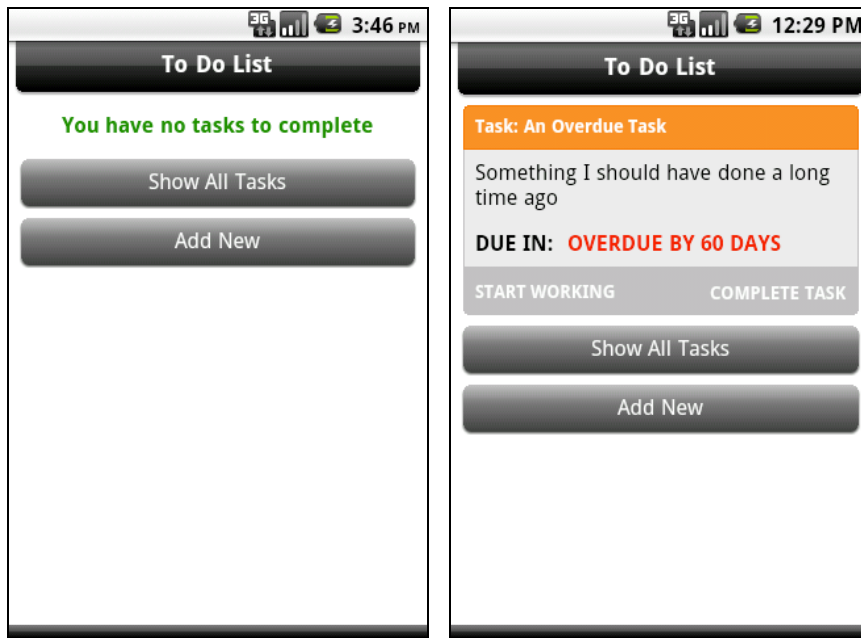 3G 3:46 PM
To Do List
You have no tasks to complete
Show All Tasks
Add New
3G 12:29 PM
To Do List
Task: An Overdue Task
Something I should have done a long
time ago
DUE IN: OVERDUE BY 60 DAYS
START WORKING COMPLETE TASK
Show All Tasks
Add New